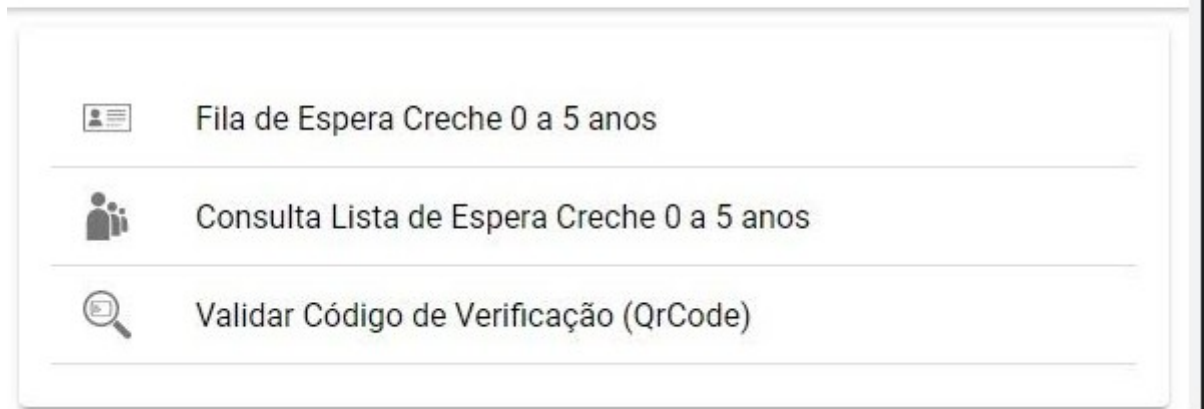 Fila de Espera Creche 0 a 5 anos
Consulta Lista de Espera Creche 0 a 5 anos
Validar Código de Verificação (QrCode)